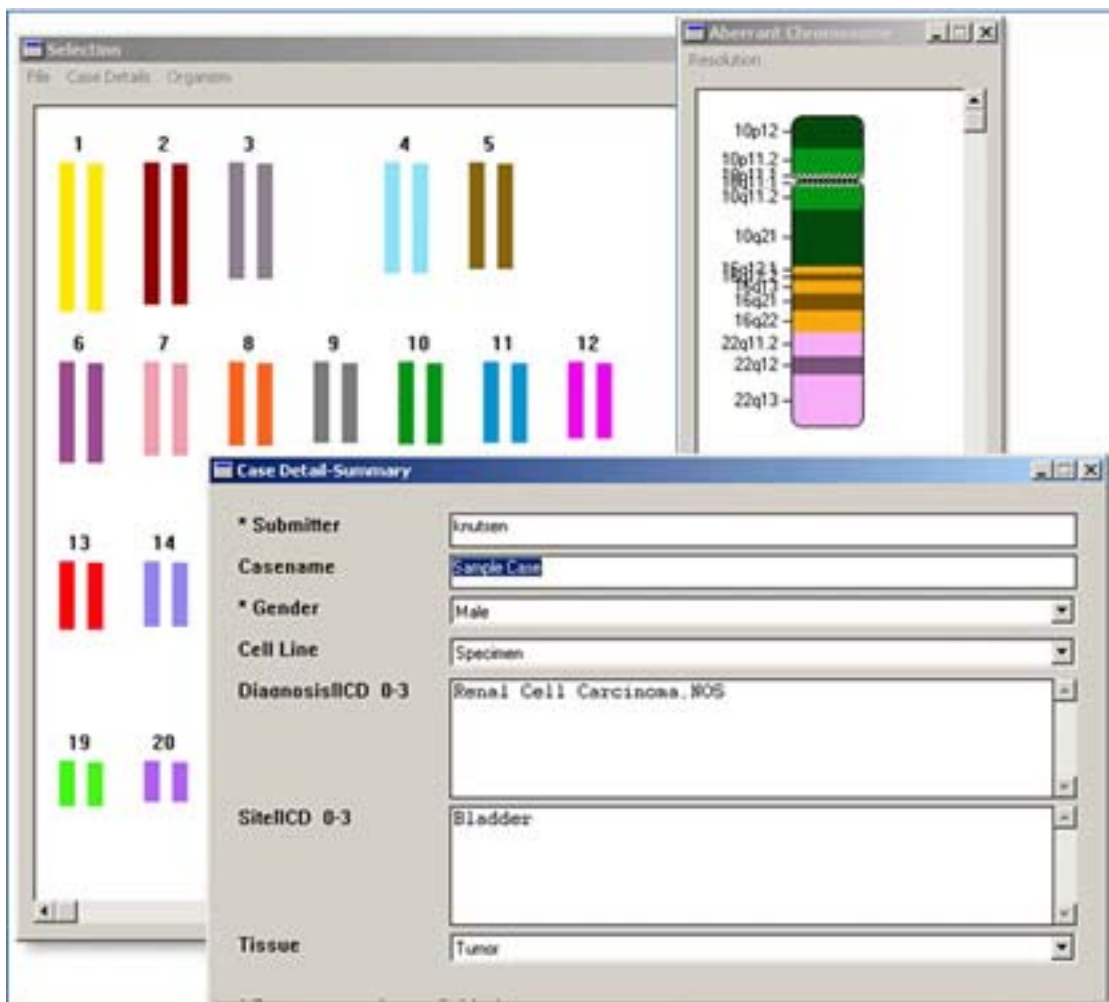 Selection
File Case Details Organism
1 2 3 4 5
6 7 8 9 10 11 12
13 14
19 20
Aberrant Chromosome
Resolution
10p12
10p11.2
10q11.2
10q21
16q12.1
16q13
16q21
16q22
22q11.2
22q12
22q13
Case Detail-Summary
* Submitter knutsen
Casename Sample Case
* Gender Male
Cell Line Specimen
Diagnosis|ICD 0-3 Renal Cell Carcinoma,NOS
Site|ICD 0-3 Bladder
Tissue Tumor